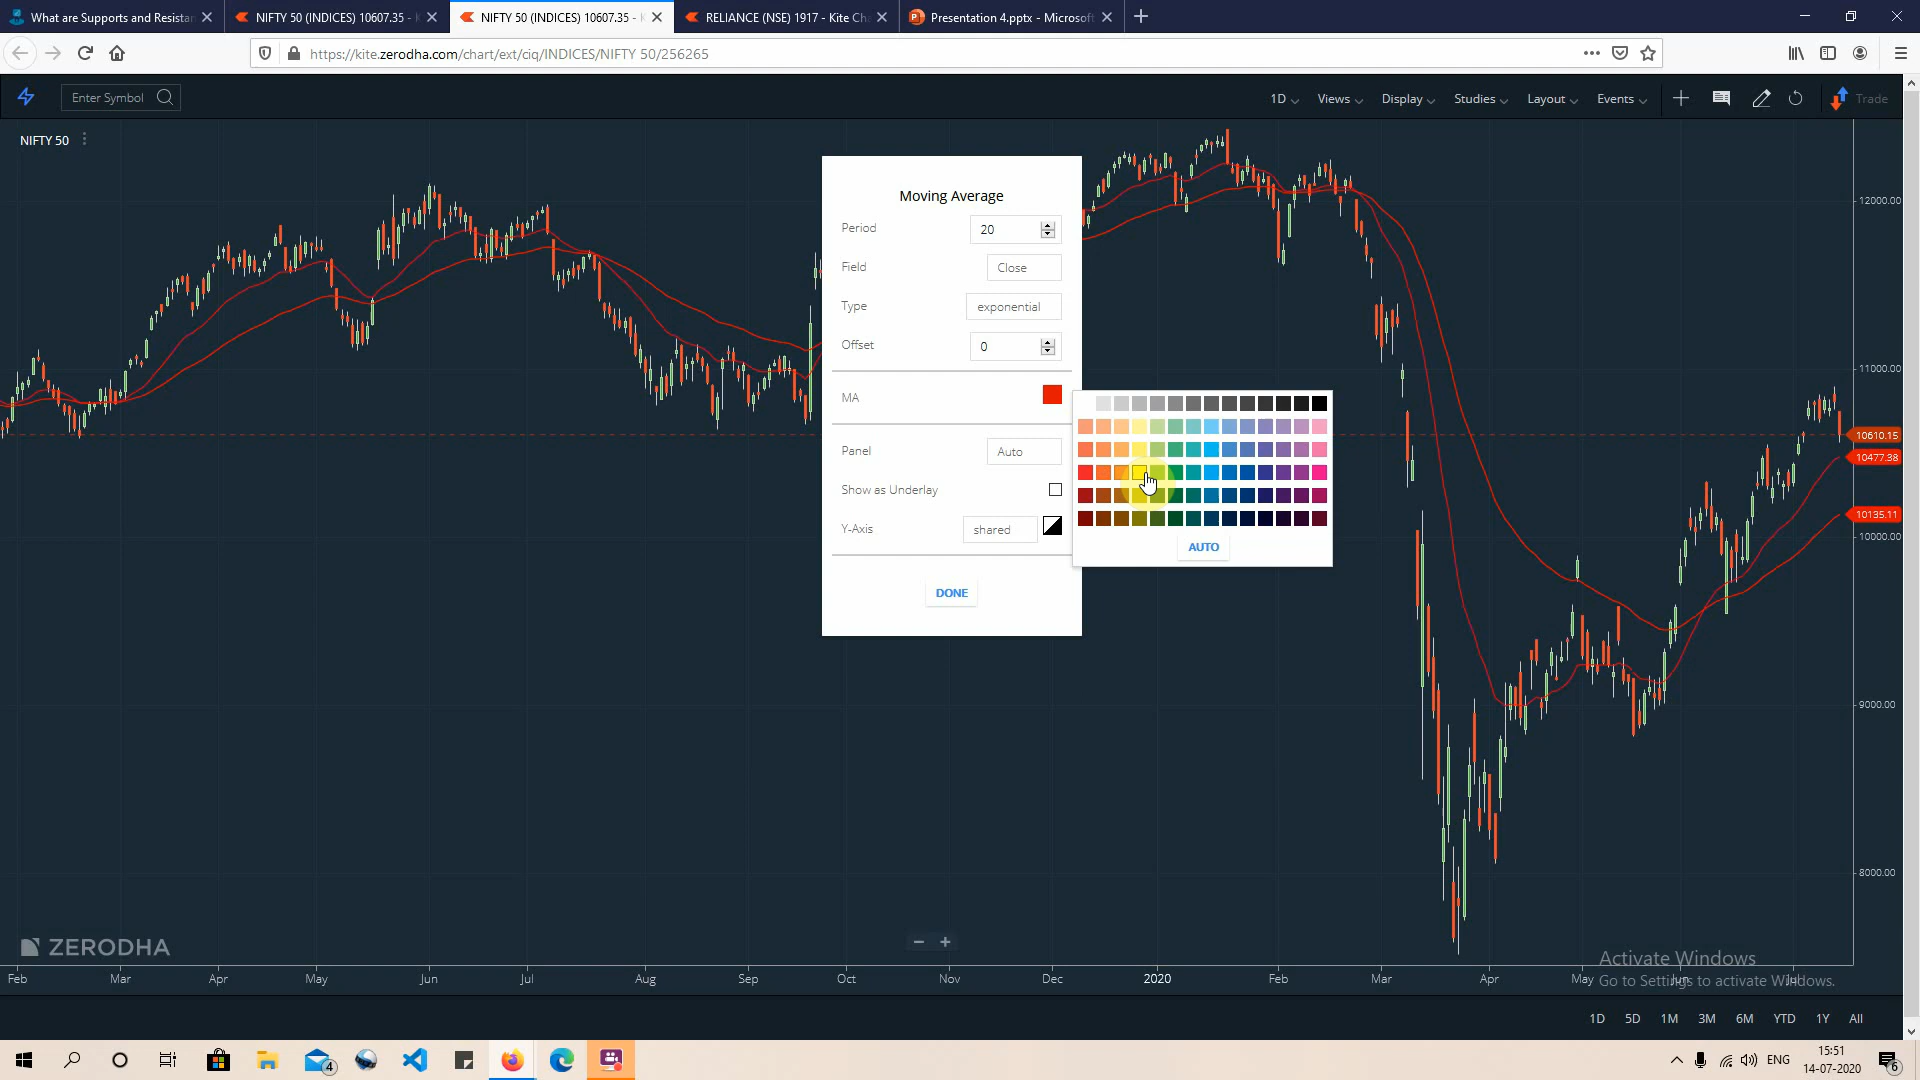 What are Supports and Resistan
NIFTY 50 (INDICES) 10607.35 - K
NIFTY 50 (INDICES) 10607.35 - K
RELIANCE (NSE) 1917 - Kite Cha
Presentation 4.pptx - Microsoft
https://kite.zerodha.com/chart/ext/ciq/INDICES/NIFTY 50/256265
Enter Symbol
1D
Views
Display
Studies
Layout
Events
Trade
NIFTY 50
Moving Average
Period
20
Field
Close
Type
exponential
Offset
0
MA
Panel
Auto
Show as Underlay
Y-Axis
shared
DONE
AUTO
12000.00
11000.00
10610.15
10477.38
10135.11
10000.00
9000.00
8000.00
ZERODHA
Feb Mar Apr May Jun Jul Aug Sep Oct Nov Dec 2020 Feb Mar Apr May Jun Jul
Activate Windows
Go to Settings to activate Windows.
1D 5D 1M 3M 6M YTD 1Y All
4
ENG
15:51
14-07-2020
6